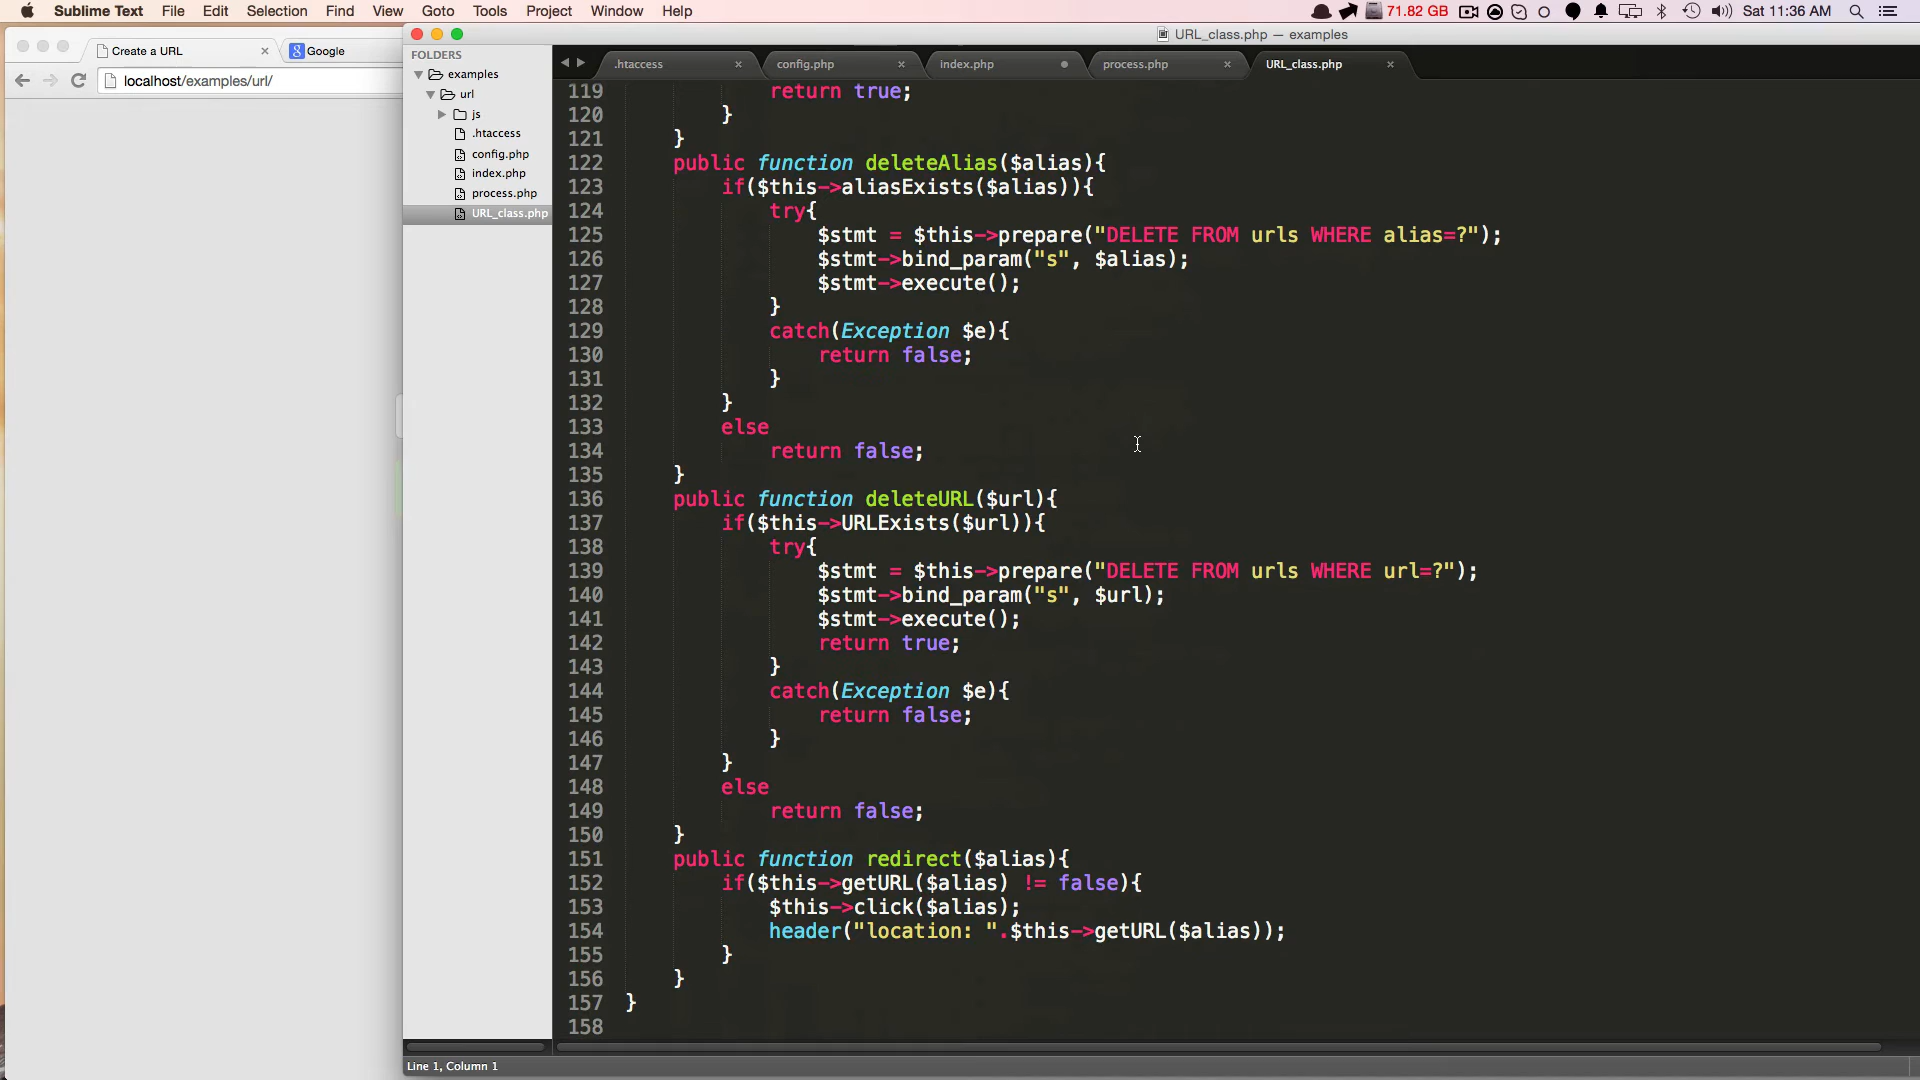 Sublime Text File Edit Selection Find View Goto Tools Project Window Help 71.82 GB Sat 11:36 AM
Create a URL × Google
localhost/examples/url/
URL_class.php — examples
FOLDERS
examples
url
js
.htaccess
config.php
index.php
process.php
URL_class.php
.htaccess × config.php × index.php process.php × URL_class.php ×
119 return true;
120 }
121 }
122 public function deleteAlias($alias){
123 if($this->aliasExists($alias)){
124 try{
125 $stmt = $this->prepare("DELETE FROM urls WHERE alias=?");
126 $stmt->bind_param("s", $alias);
127 $stmt->execute();
128 }
129 catch(Exception $e){
130 return false;
131 }
132 }
133 else
134 return false;
135 }
136 public function deleteURL($url){
137 if($this->URLExists($url)){
138 try{
139 $stmt = $this->prepare("DELETE FROM urls WHERE url=?");
140 $stmt->bind_param("s", $url);
141 $stmt->execute();
142 return true;
143 }
144 catch(Exception $e){
145 return false;
146 }
147 }
148 else
149 return false;
150 }
151 public function redirect($alias){
152 if($this->getURL($alias) != false){
153 $this->click($alias);
154 header("location: ".$this->getURL($alias));
155 }
156 }
157 }
158
Line 1, Column 1